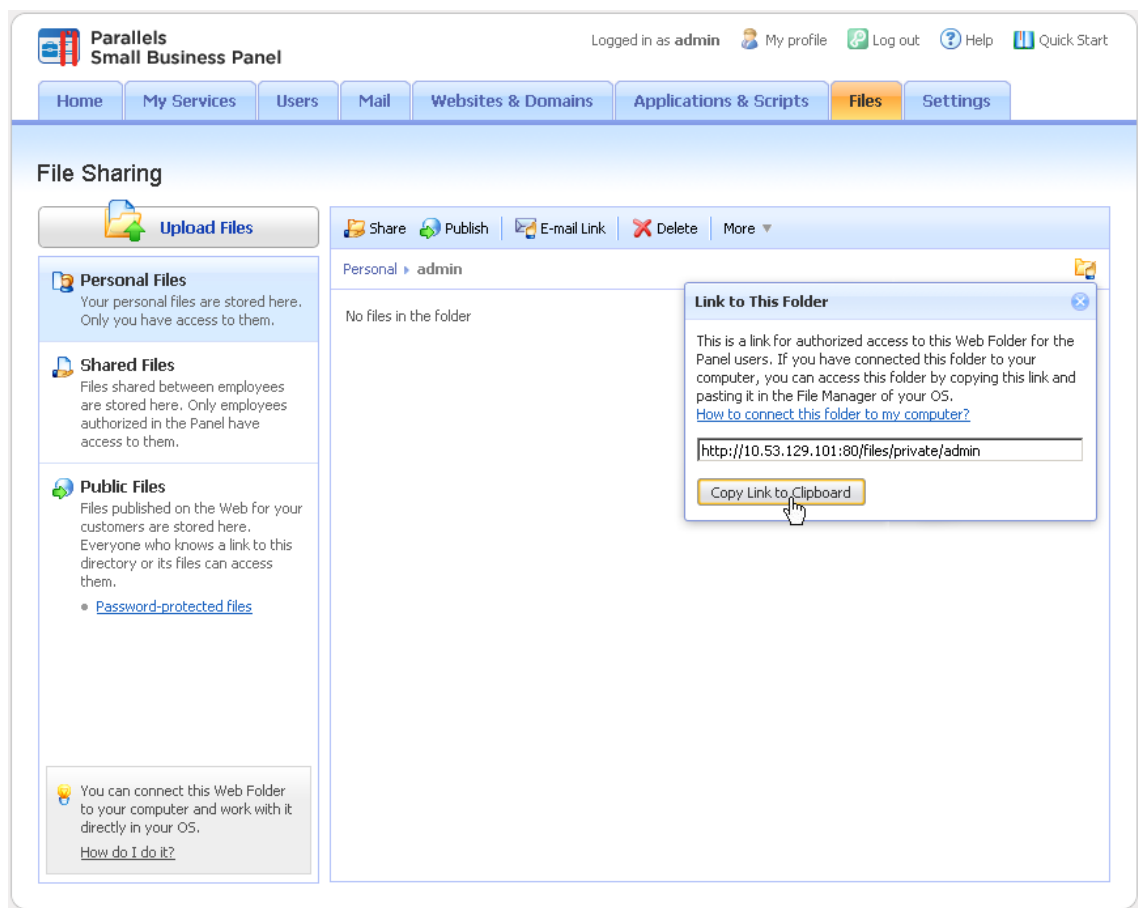 Parallels
Small Business Panel
Logged in as admin My profile Log out Help Quick Start
Home My Services Users Mail Websites & Domains Applications & Scripts Files Settings
File Sharing
Upload Files
Share Publish E-mail Link Delete More
Personal Files
Your personal files are stored here.
Only you have access to them.
Shared Files
Files shared between employees
are stored here. Only employees
authorized in the Panel have
access to them.
Public Files
Files published on the Web for your
customers are stored here.
Everyone who knows a link to this
directory or its files can access
them.
Password-protected files
You can connect this Web Folder
to your computer and work with it
directly in your OS.
How do I do it?
Personal admin
No files in the folder
Link to This Folder
This is a link for authorized access to this Web Folder for the
Panel users. If you have connected this folder to your
computer, you can access this folder by copying this link and
pasting it in the File Manager of your OS.
How to connect this folder to my computer?
http://10.53.129.101:80/files/private/admin
Copy Link to Clipboard